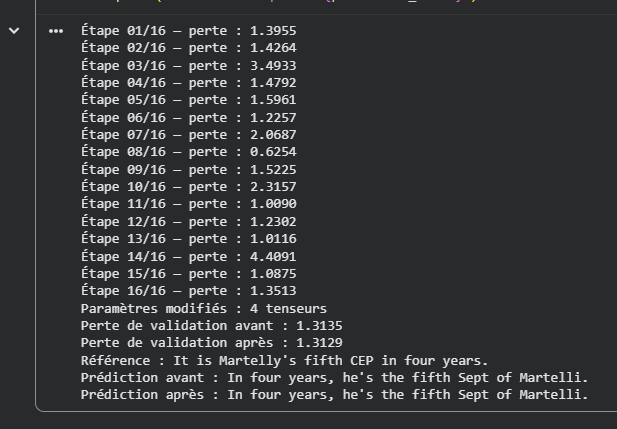 Étape 01/16 — perte : 1.3955
Étape 02/16 — perte : 1.4264
Étape 03/16 — perte : 3.4933
Étape 04/16 — perte : 1.4792
Étape 05/16 — perte : 1.5961
Étape 06/16 — perte : 1.2257
Étape 07/16 — perte : 2.0687
Étape 08/16 — perte : 0.6254
Étape 09/16 — perte : 1.5225
Étape 10/16 — perte : 2.3157
Étape 11/16 — perte : 1.0090
Étape 12/16 — perte : 1.2302
Étape 13/16 — perte : 1.0116
Étape 14/16 — perte : 4.4091
Étape 15/16 — perte : 1.0875
Étape 16/16 — perte : 1.3513
Paramètres modifiés : 4 tenseurs
Perte de validation avant : 1.3135
Perte de validation après : 1.3129
Référence : It is Martelly's fifth CEP in four years.
Prédiction avant : In four years, he's the fifth Sept of Martelli.
Prédiction après : In four years, he's the fifth Sept of Martelli.